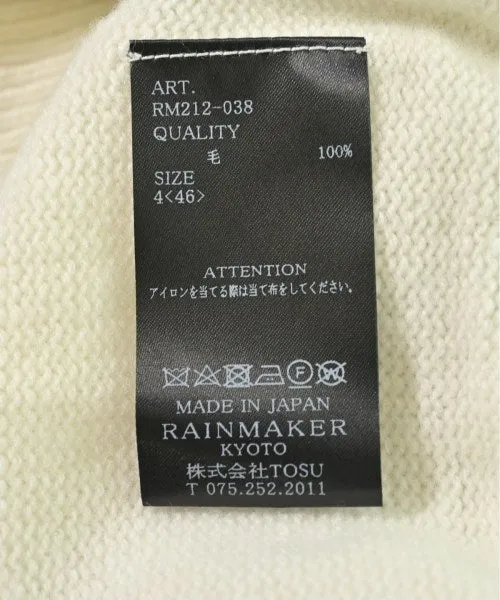 ART.
RM212-038
QUALITY
毛 100%
SIZE
4<46>
ATTENTION
アイロンを当てる際は当て布をしてください。
MADE IN JAPAN
RAINMAKER
KYOTO
株式会社TOSU
T 075.252.2011